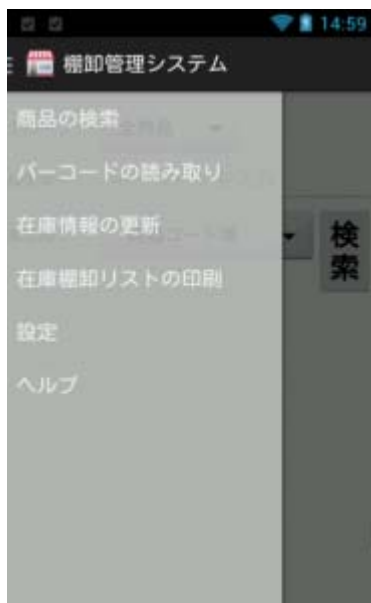 14:59
棚卸管理システム
商品の検索
バーコードの読み取り
在庫情報の更新
在庫棚卸リストの印刷
設定
ヘルプ
検
索